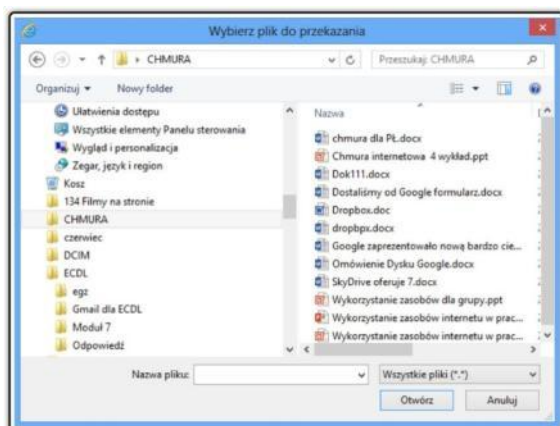 Wybierz plik do przekazania
CHMURA
Przeszukaj: CHMURA
Organizuj
Nowy folder
Ułatwienia dostępu
Wszystkie elementy Panelu sterowania
Wygląd i personalizacja
Zegar, język i region
Kosz
134 Filmy na stronie
CHMURA
czerwiec
DCIM
ECDL
egz
Gmail dla ECDL
Moduł 7
Odpowiedź
Nazwa
chmura dla PŁ.docx
Chmura internetowa 4 wykład.ppt
Dok111.docx
Dostaliśmy od Google formularz.docx
Dropbox.doc
dropbpx.docx
Google zaprezentowało nową bardzo cie...
Omówienie Dysku Google.docx
SkyDrive oferuje 7.docx
Wykorzystanie zasobów dla grupy.ppt
Wykorzystanie zasobów internetu w prac...
Wykorzystanie zasobów internetu w prac...
Nazwa pliku:
Wszystkie pliki (*.*)
Otwórz
Anuluj